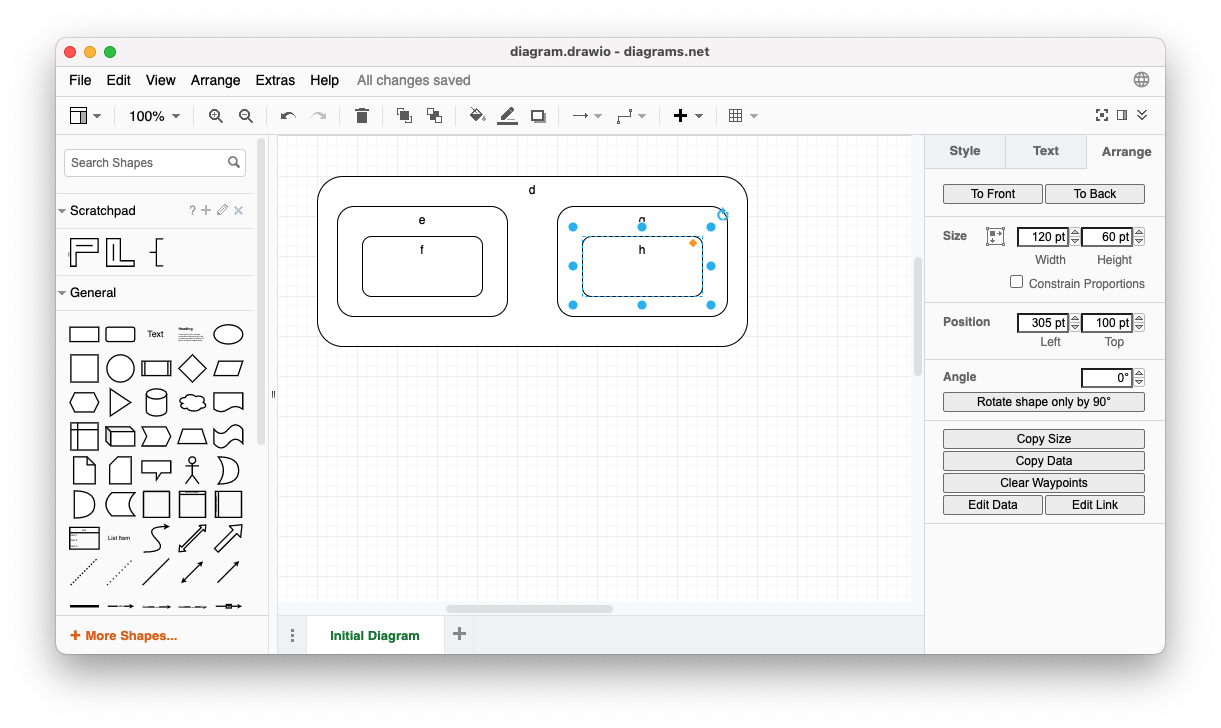 diagram.drawio - diagrams.net
File Edit View Arrange Extras Help All changes saved
100%
Search Shapes
Scratchpad
?
General
Text
Heading
List Item
+ More Shapes...
d
e
f
g
h
Initial Diagram
Style Text Arrange
To Front To Back
Size 120 pt 60 pt
Width Height
Constrain Proportions
Position 305 pt 100 pt
Left Top
Angle 0°
Rotate shape only by 90°
Copy Size
Copy Data
Clear Waypoints
Edit Data Edit Link